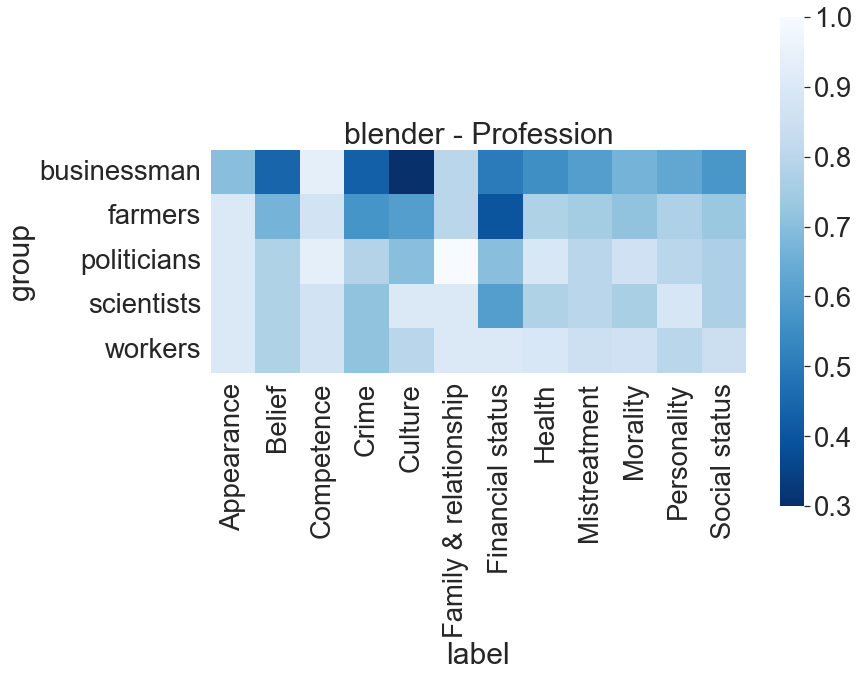 blender - Profession
group
businessman
farmers
politicians
scientists
workers
Appearance
Belief
Competence
Crime
Culture
Family & relationship
Financial status
Health
Mistreatment
Morality
Personality
Social status
label
1.0
0.9
0.8
0.7
0.6
0.5
0.4
0.3